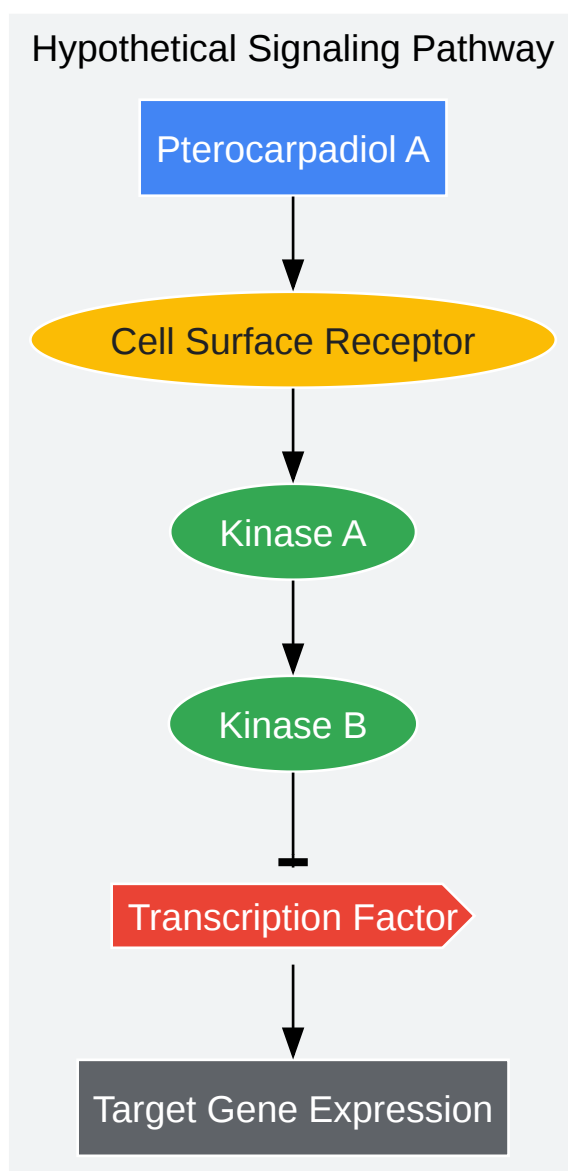 Hypothetical Signaling Pathway
Pterocarpadiol A
Cell Surface Receptor
Kinase A
Kinase B
Transcription Factor
Target Gene Expression